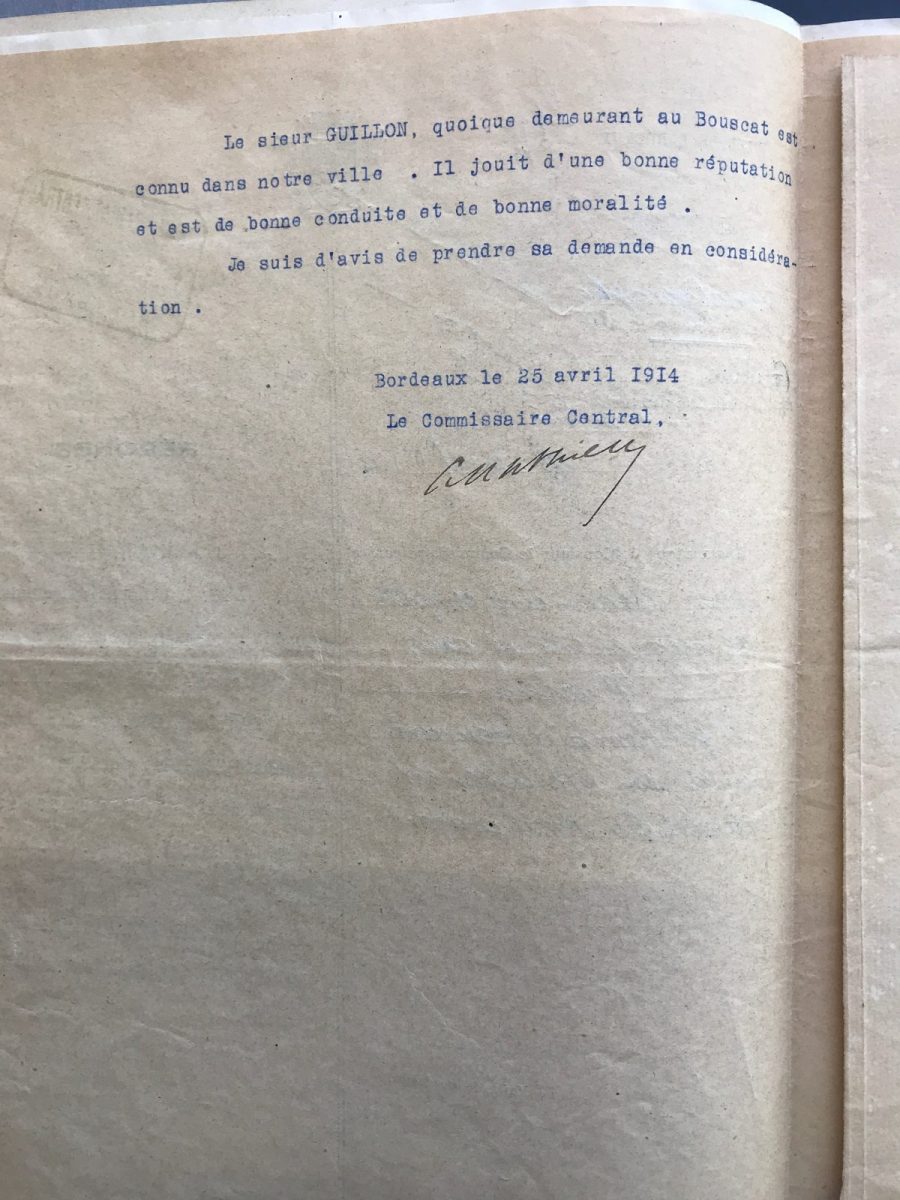 Le sieur GUILLON, quoique demeurant au Bouscat est
connu dans notre ville . Il jouit d'une bonne réputation
et est de bonne conduite et de bonne moralité .
Je suis d'avis de prendre sa demande en considéra-
tion .
Bordeaux le 25 avril 1914
Le Commissaire Central,